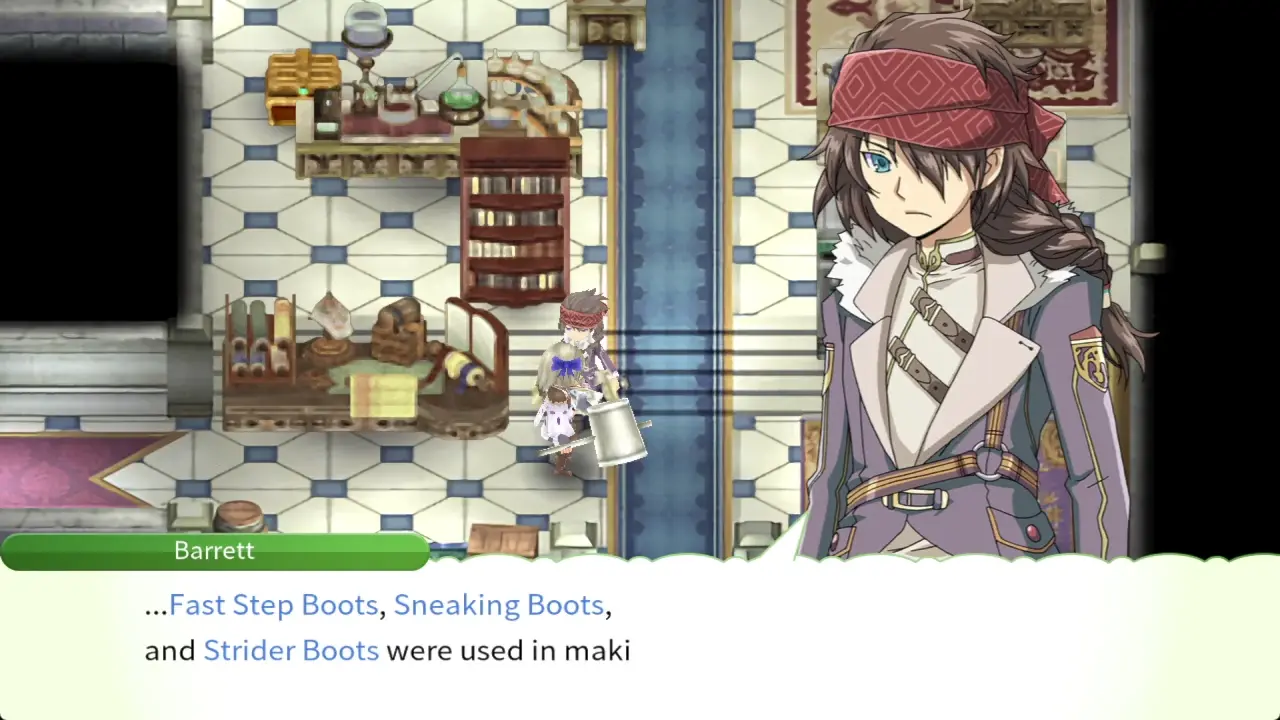 Barrett
...Fast Step Boots, Sneaking Boots,
and Strider Boots were used in maki